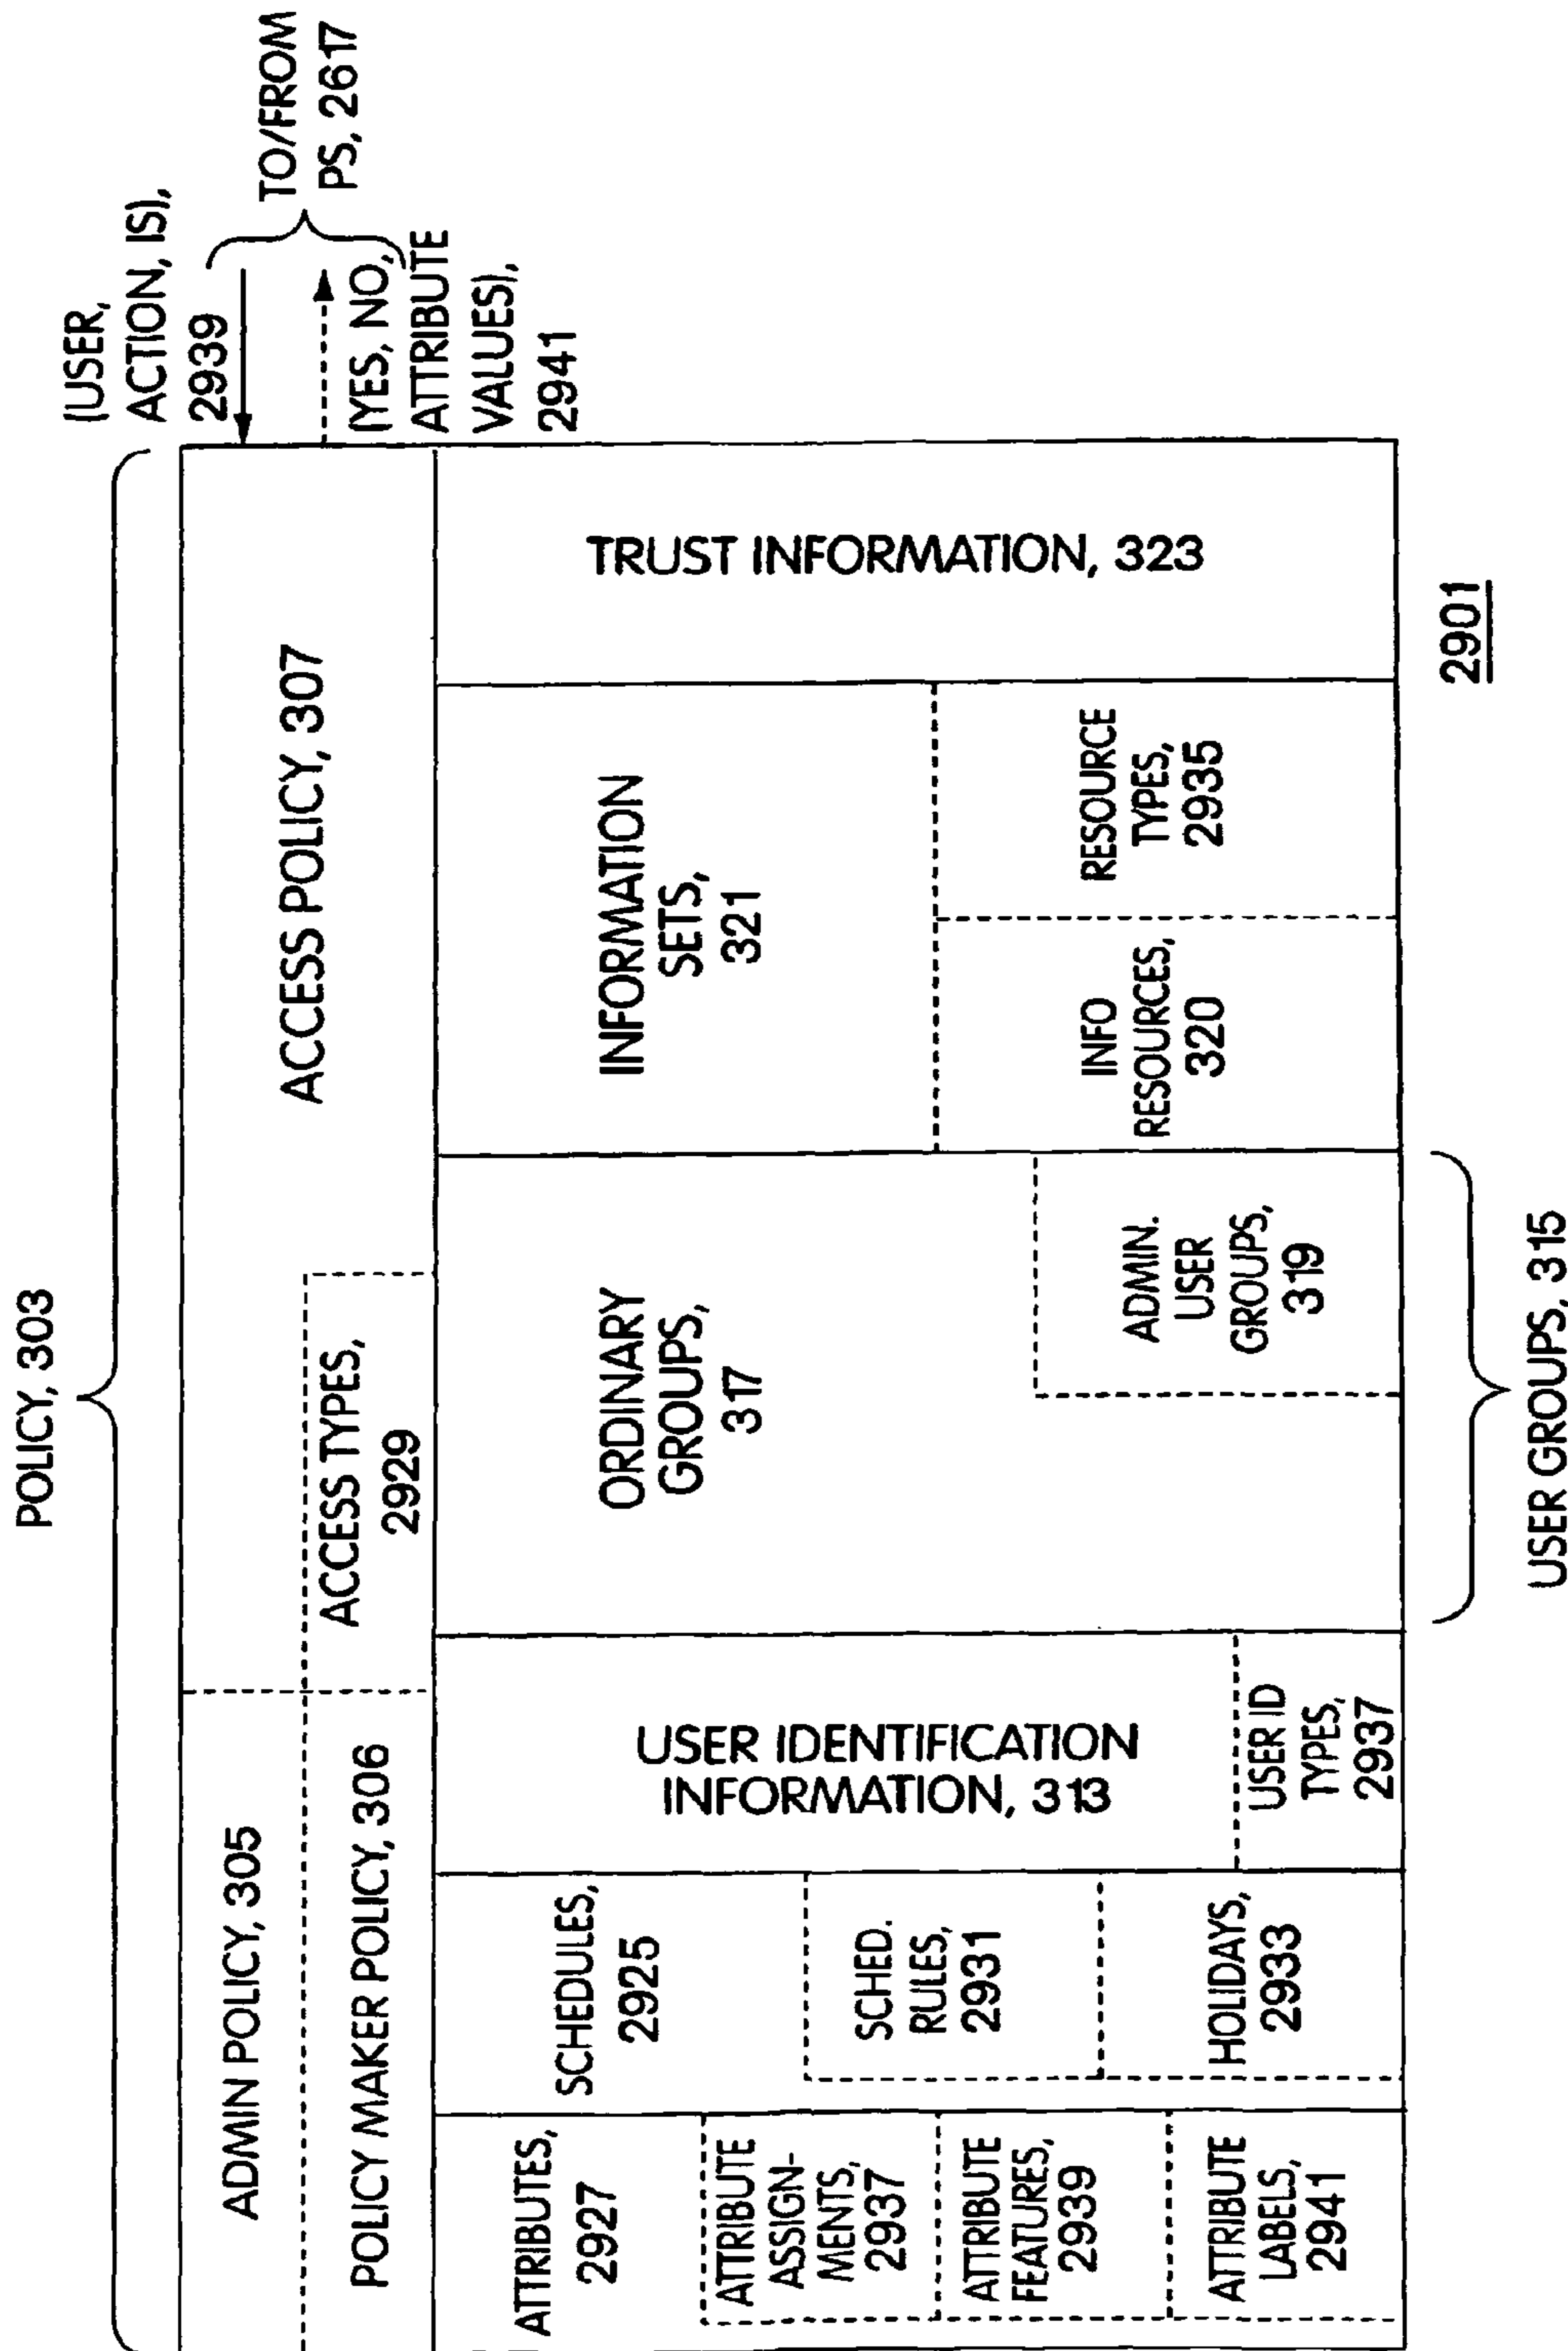 POLICY, 303
ADMIN POLICY, 305
POLICY MAKER POLICY, 306
ACCESS TYPES,
2929
ACCESS POLICY, 307
(USER,
ACTION, IS),
2939
TO/FROM
PS, 2617
(YES, NO,
ATTRIBUTE
VALUES),
2941
ATTRIBUTES,
2927
ATTRIBUTE
ASSIGN-
MENTS,
2937
ATTRIBUTE
FEATURES,
2939
ATTRIBUTE
LABELS,
2941
SCHEDULES,
2925
SCHED.
RULES,
2931
HOLIDAYS,
2933
USER IDENTIFICATION
INFORMATION, 313
USER ID
TYPES,
2937
ORDINARY
GROUPS,
317
ADMIN.
USER
GROUPS,
319
INFORMATION
SETS,
321
INFO
RESOURCES,
320
RESOURCE
TYPES,
2935
TRUST INFORMATION, 323
USER GROUPS, 315
2901